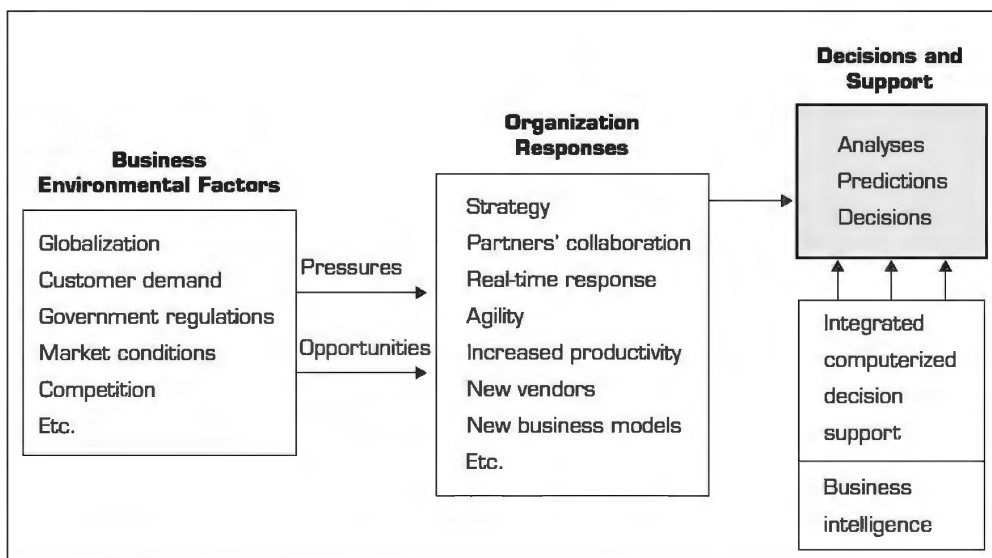 Business
Environmental Factors
Globalization
Customer demand
Government regulations
Market conditions
Competition
Etc.
Pressures
Opportunities
Organization
Responses
Strategy
Partners' collaboration
Real-time response
Agility
Increased productivity
New vendors
New business models
Etc.
Decisions and
Support
Analyses
Predictions
Decisions
Integrated
computerized
decision
support
Business
intelligence